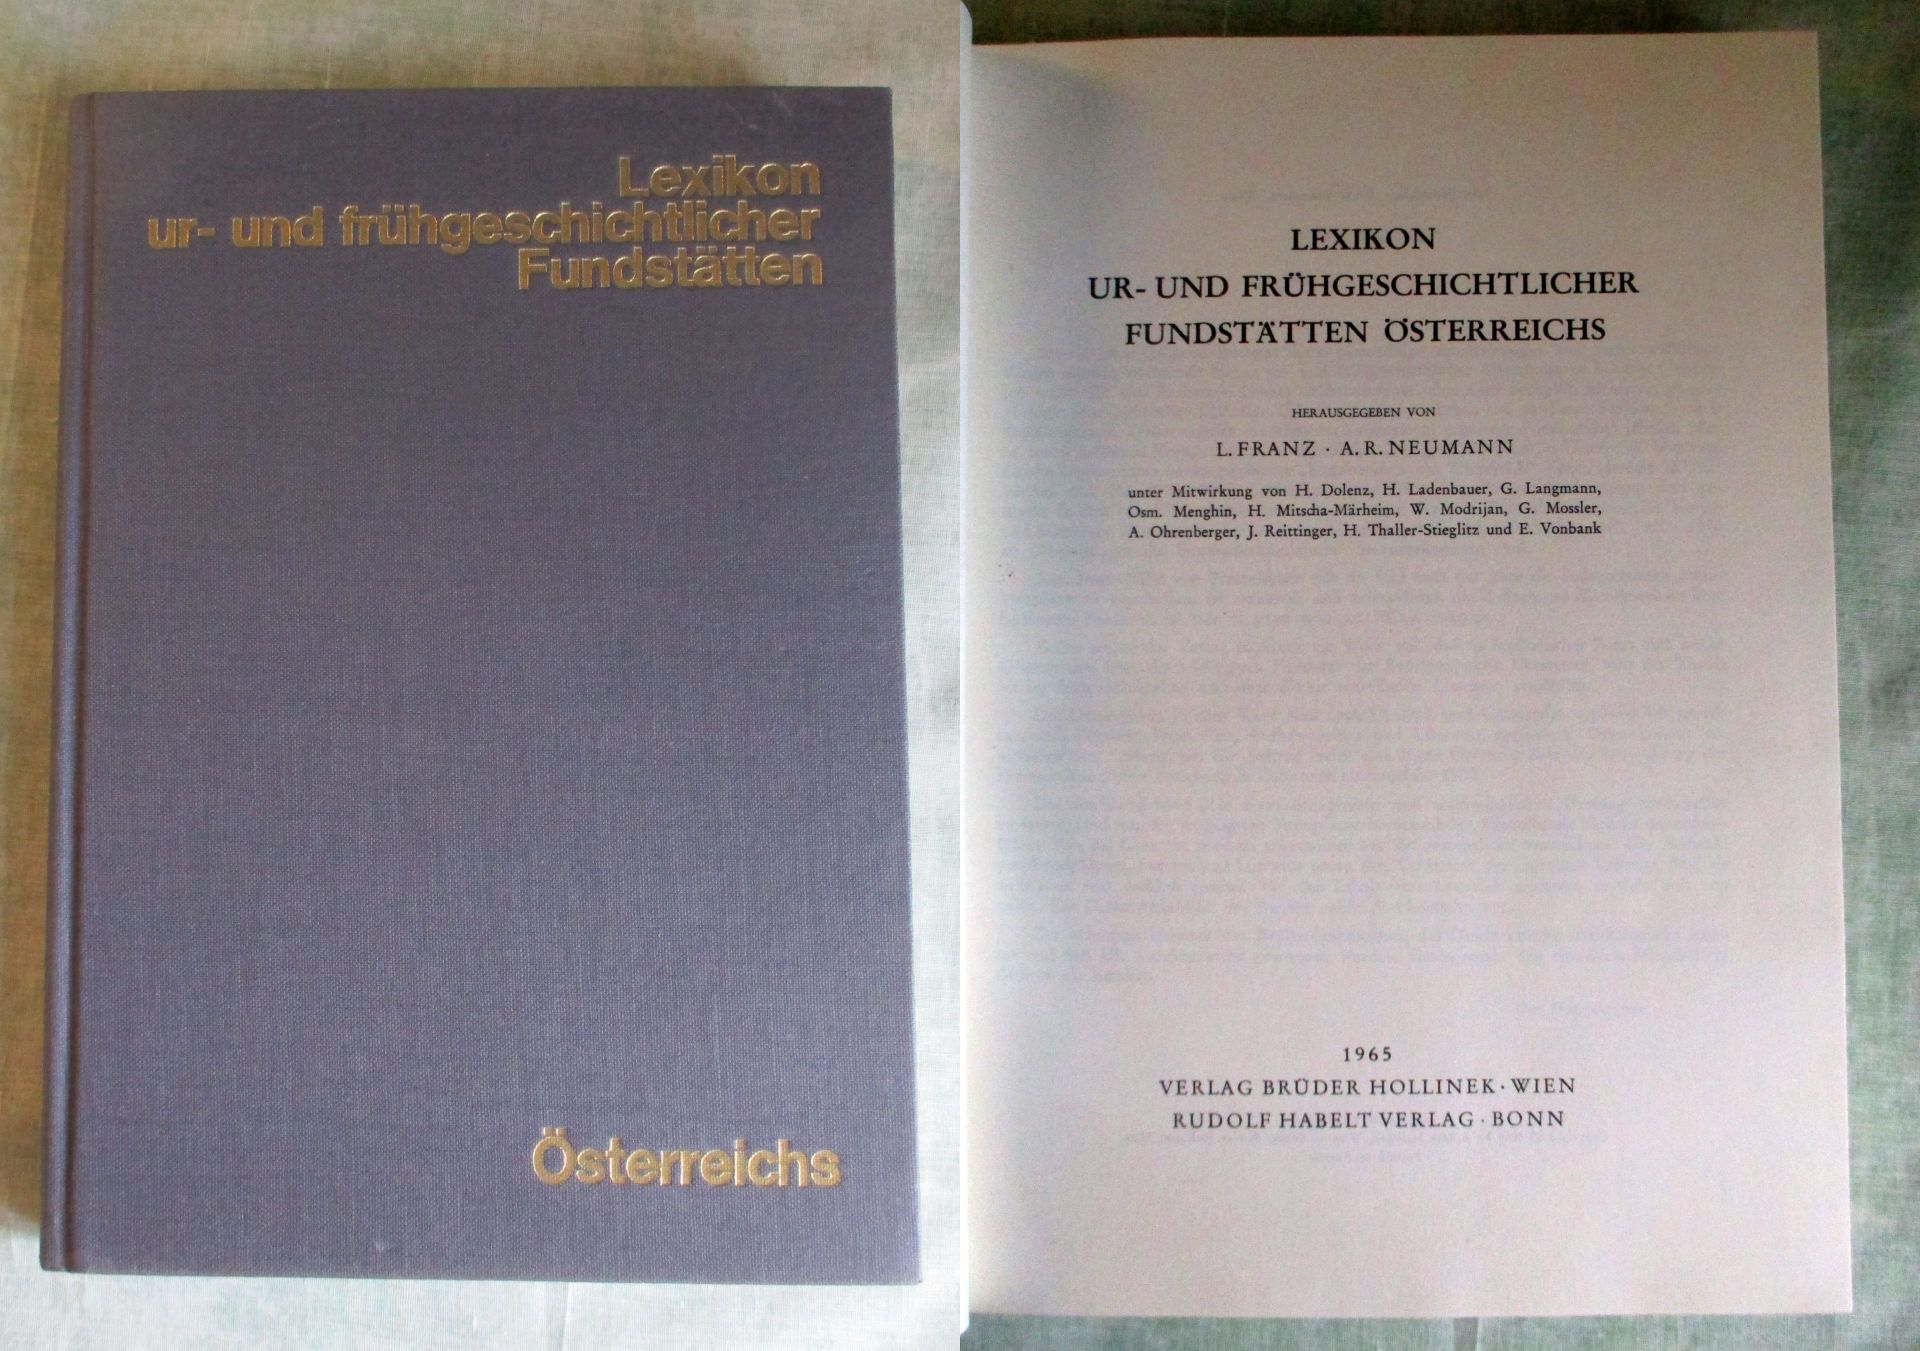 Lexikon
ur- und frühgeschichtlicher
Fundstätten
Österreichs
LEXIKON
UR- UND FRÜHGESCHICHTLICHER
FUNDSTÄTTEN ÖSTERREICHS
HERAUSGEGEBEN VON
L. FRANZ · A. R. NEUMANN
unter Mitwirkung von H. Dolenz, H. Ladenbauer, G. Langmann,
Osm. Menghin, H. Mitscha-Märheim, W. Modrijan, G. Mossler,
A. Ohrenberger, J. Reittinger, H. Thaller-Stieglitz und E. Vonbank
1965
VERLAG BRÜDER HOLLINEK · WIEN
RUDOLF HABELT VERLAG · BONN